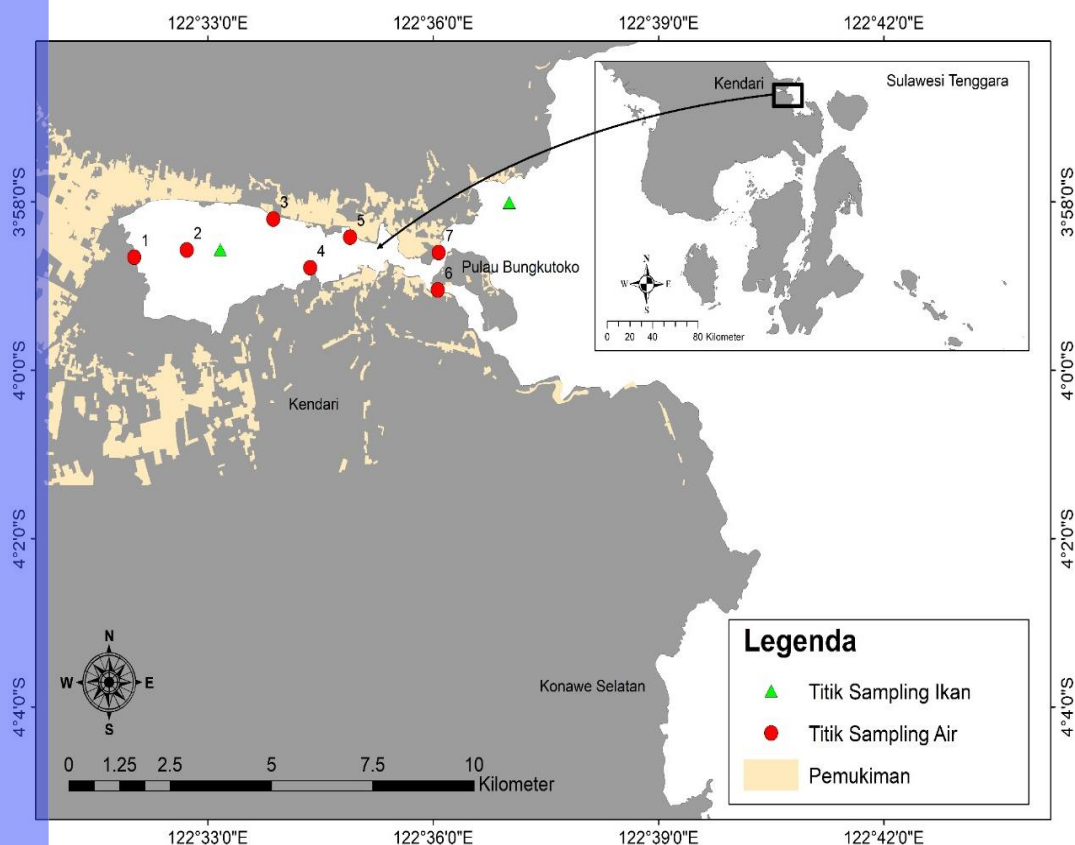 122°33'0"E 122°36'0"E 122°39'0"E 122°42'0"E
Kendari
Sulawesi Tenggara
N
W E
S
0 20 40 80 Kilometer
3°58'0"S
3°58'0"S
1
2
3
4
5
7
6
Pulau Bungkutoko
4°0'0"S
4°0'0"S
Kendari
4°2'0"S
4°2'0"S
Konawe Selatan
4°4'0"S
4°4'0"S
N
W E
S
0 1.25 2.5 5 7.5 10
Kilometer
Legenda
Titik Sampling Ikan
Titik Sampling Air
Pemukiman
122°33'0"E 122°36'0"E 122°39'0"E 122°42'0"E